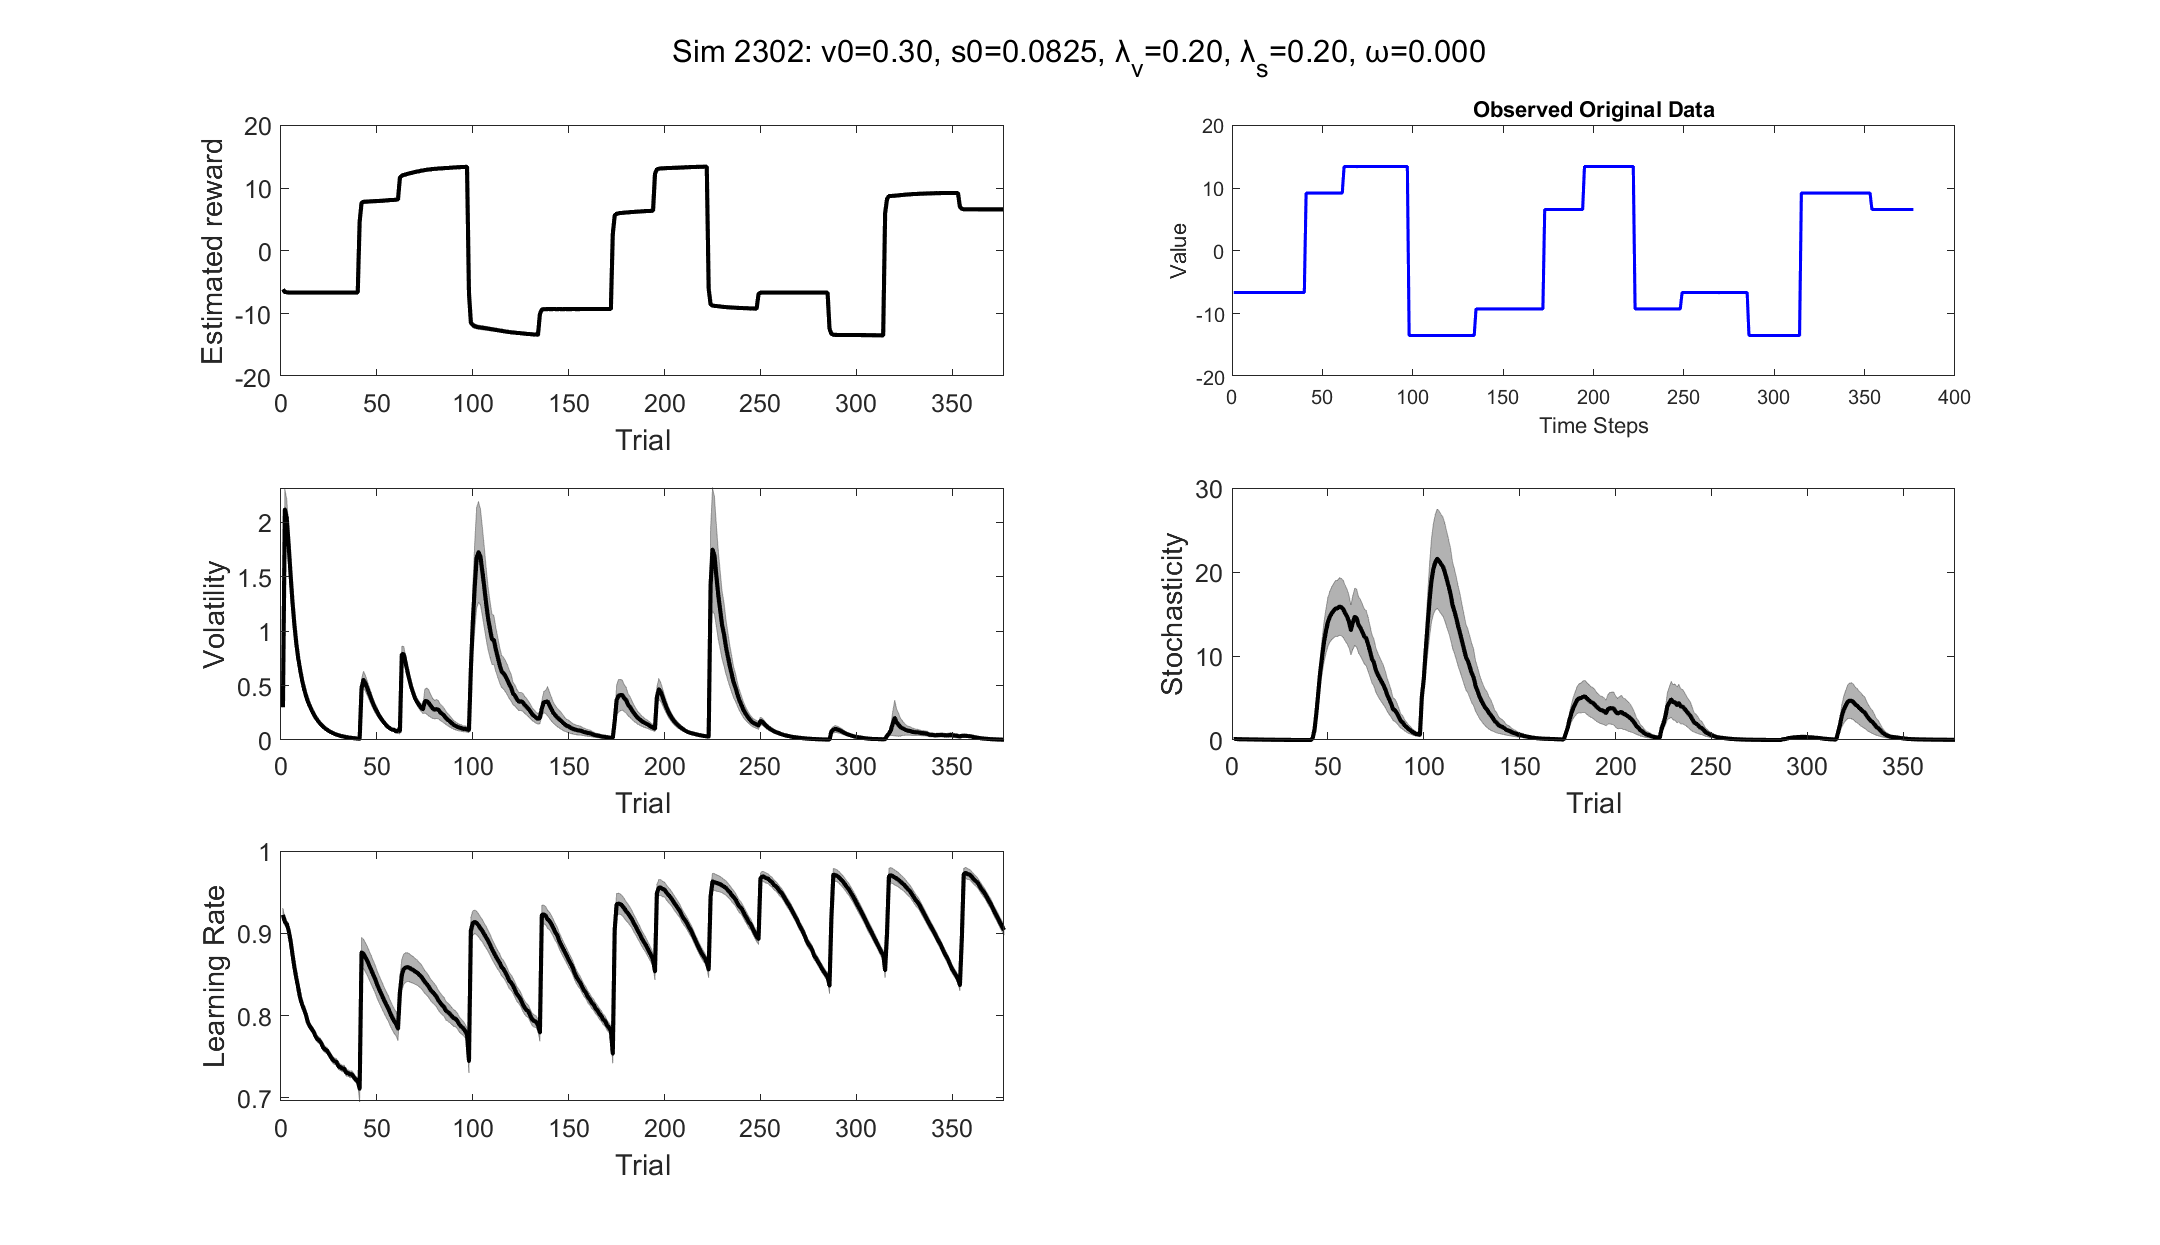 Sim 2302: v0=0.30, s0=0.0825, λ_v=0.20, λ_s=0.20, ω=0.000
20
10
0
-10
-20
Estimated reward
0 50 100 150 200 250 300 350
Trial
Observed Original Data
20
10
0
-10
-20
Value
0 50 100 150 200 250 300 350 400
Time Steps
2
1.5
1
0.5
0
Volatility
0 50 100 150 200 250 300 350
Trial
30
20
10
0
Stochasticity
0 50 100 150 200 250 300 350
Trial
1
0.9
0.8
0.7
Learning Rate
0 50 100 150 200 250 300 350
Trial